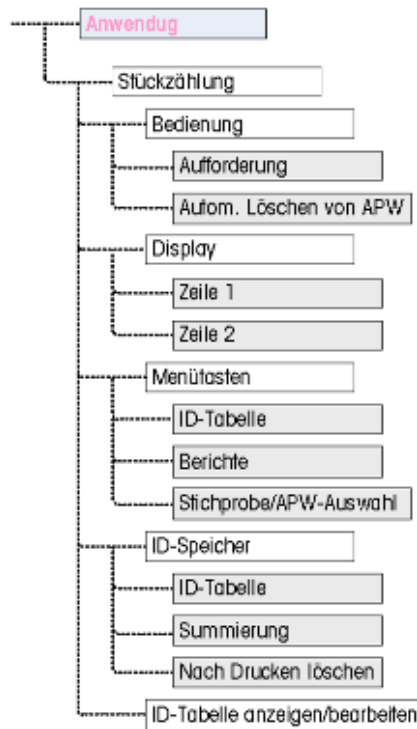 Anwendug
Stückzählung
Bedienung
Aufforderung
Autom. Löschen von APW
Display
Zeile 1
Zeile 2
Menütasten
ID-Tabelle
Berichte
Stichprobe/APW-Auswahl
ID-Speicher
ID-Tabelle
Summierung
Nach Drucken löschen
ID-Tabelle anzeigen/bearbeiten